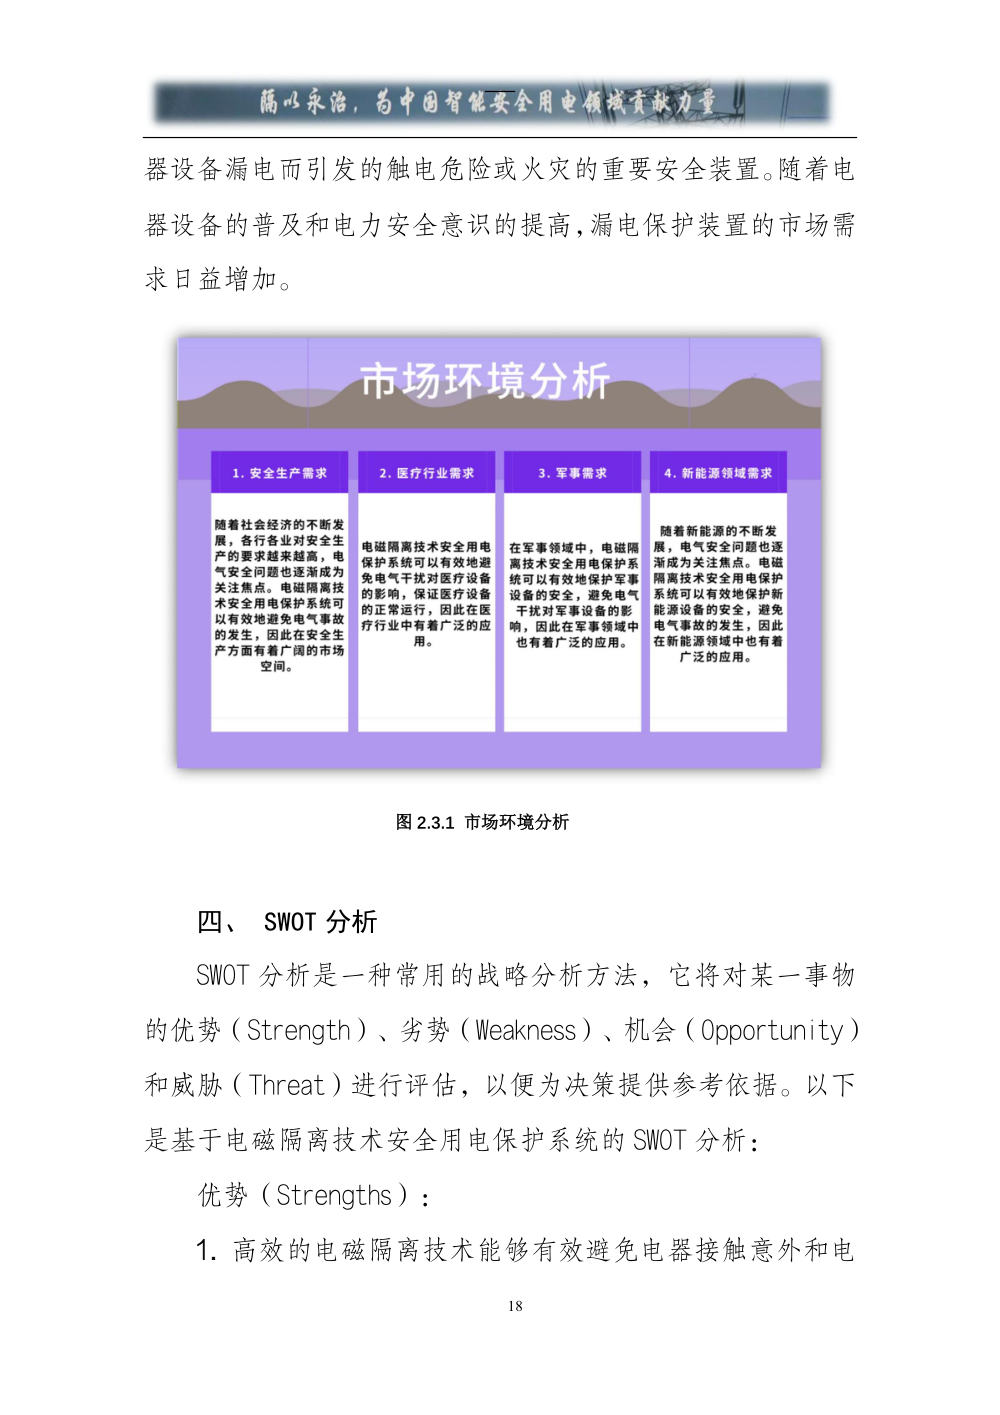 隔以永治，为中国智能安全用电领域贡献力量
器设备漏电而引发的触电危险或火灾的重要安全装置。随着电
器设备的普及和电力安全意识的提高，漏电保护装置的市场需
求日益增加。
市场环境分析
1. 安全生产需求
随着社会经济的不断发
展，各行各业对安全生
产的要求越来越高，电
气安全问题也逐渐成为
关注焦点。电磁隔离技
术安全用电保护系统可
以有效地避免电气事故
的发生，因此在安全生
产方面有着广阔的市场
空间。
2. 医疗行业需求
电磁隔离技术安全用电
保护系统可以有效地避
免电气干扰对医疗设备
的影响，保证医疗设备
的正常运行，因此在医
疗行业中有着广泛的应
用。
3. 军事需求
在军事领域中，电磁隔
离技术安全用电保护系
统可以有效地保护军事
设备的安全，避免电气
干扰对军事设备的影
响，因此在军事领域中
也有着广泛的应用。
4. 新能源领域需求
随着新能源的不断发
展，电气安全问题也逐
渐成为关注焦点。电磁
隔离技术安全用电保护
系统可以有效地保护新
能源设备的安全，避免
电气事故的发生，因此
在新能源领域中也有着
广泛的应用。
图 2.3.1 市场环境分析
四、 SWOT 分析
SWOT 分析是一种常用的战略分析方法，它将对某一事物
的优势（Strength）、劣势（Weakness）、机会（Opportunity）
和威胁（Threat）进行评估，以便为决策提供参考依据。以下
是基于电磁隔离技术安全用电保护系统的 SWOT 分析：
优势（Strengths）：
1. 高效的电磁隔离技术能够有效避免电器接触意外和电
18